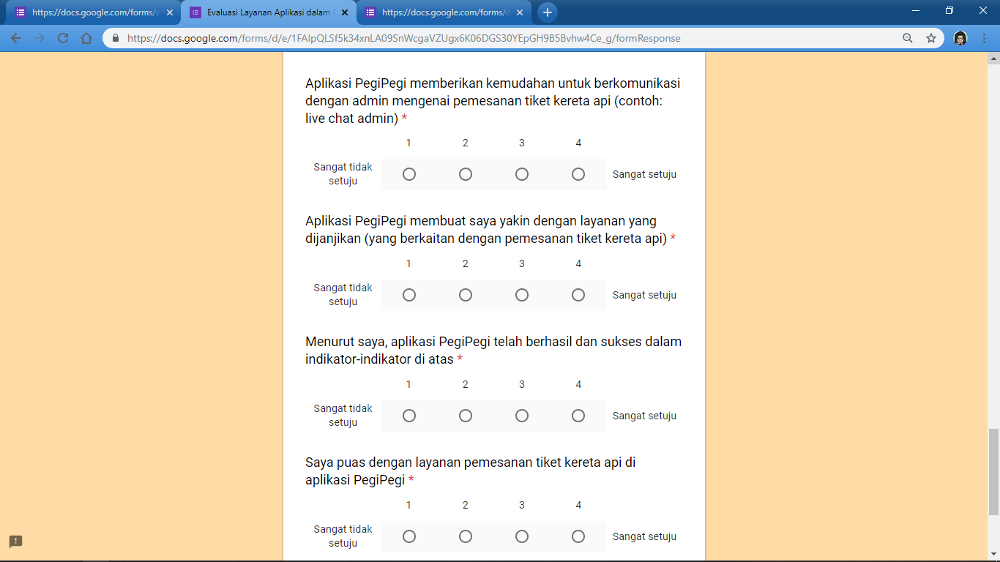 https://docs.google.com/forms/d
Evaluasi Layanan Aplikasi dalam
https://docs.google.com/forms/d
https://docs.google.com/forms/d/e/1FAIpQLSf5k34xnLA09SnWcgaVZUgx6K06DGS30YEpGH9B5Bvhw4Ce_g/formResponse
Aplikasi PegiPegi memberikan kemudahan untuk berkomunikasi
dengan admin mengenai pemesanan tiket kereta api (contoh:
live chat admin) *
1 2 3 4
Sangat tidak
setuju
Sangat setuju
Aplikasi PegiPegi membuat saya yakin dengan layanan yang
dijanjikan (yang berkaitan dengan pemesanan tiket kereta api) *
1 2 3 4
Sangat tidak
setuju
Sangat setuju
Menurut saya, aplikasi PegiPegi telah berhasil dan sukses dalam
indikator-indikator di atas *
1 2 3 4
Sangat tidak
setuju
Sangat setuju
Saya puas dengan layanan pemesanan tiket kereta api di
aplikasi PegiPegi *
1 2 3 4
Sangat tidak
setuju
Sangat setuju